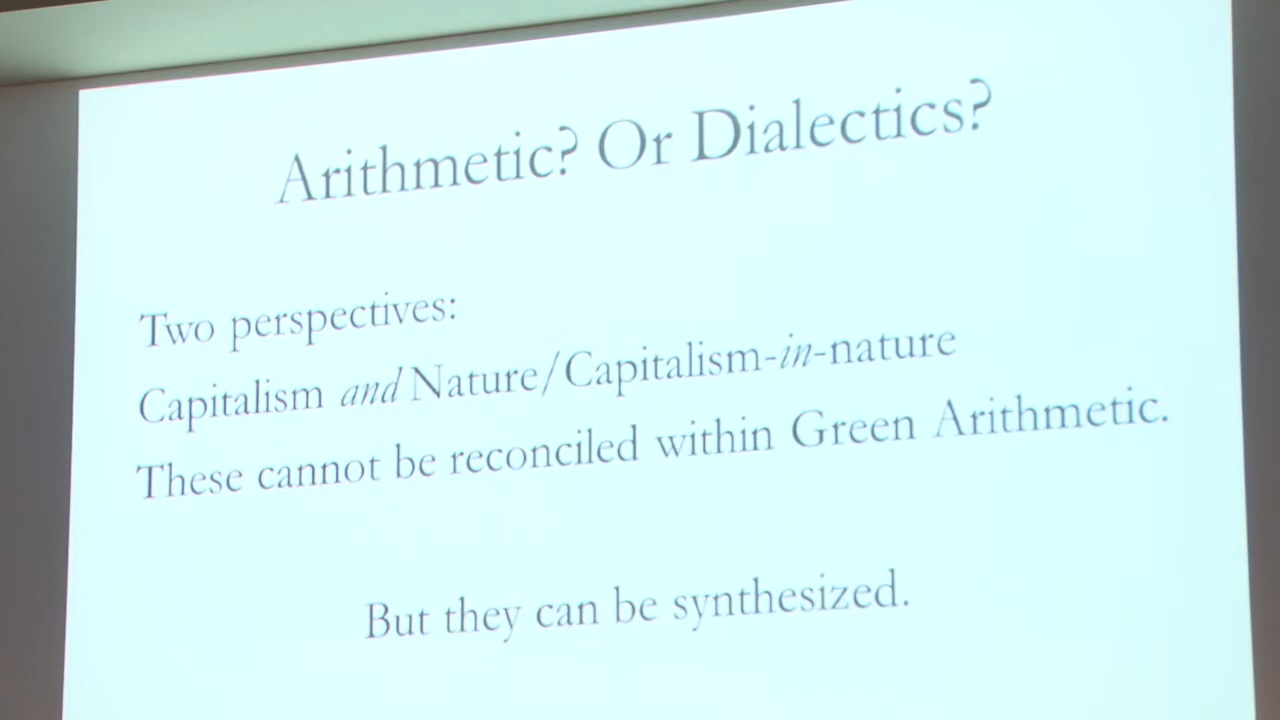 Arithmetic? Or Dialectics?
Two perspectives:
Capitalism and Nature/Capitalism-in-nature
These cannot be reconciled within Green Arithmetic.
But they can be synthesized.